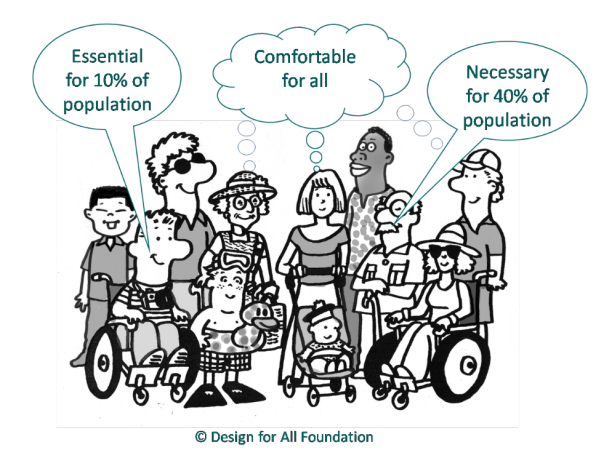 Essential
for 10% of
population
Comfortable
for all
Necessary
for 40% of
population
© Design for All Foundation